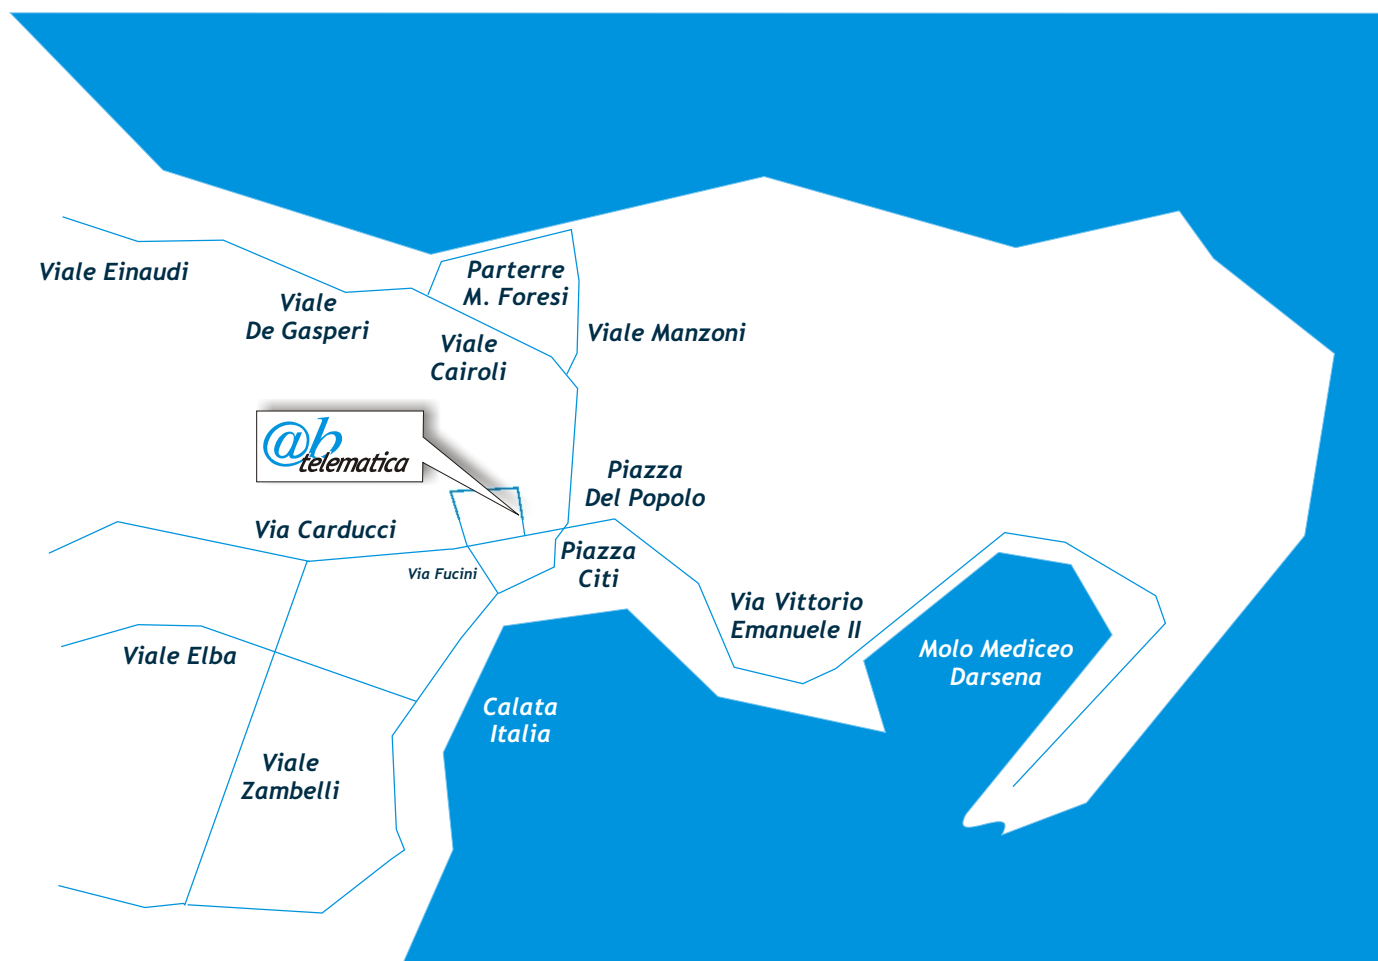 Viale Einaudi
Parterre
M. Foresi
Viale
De Gasperi
Viale Manzoni
Viale
Cairoli
@b
telematica
Piazza
Del Popolo
Via Carducci
Piazza
Citi
Via Fucini
Via Vittorio
Emanuele II
Viale Elba
Molo Mediceo
Darsena
Calata
Italia
Viale
Zambelli